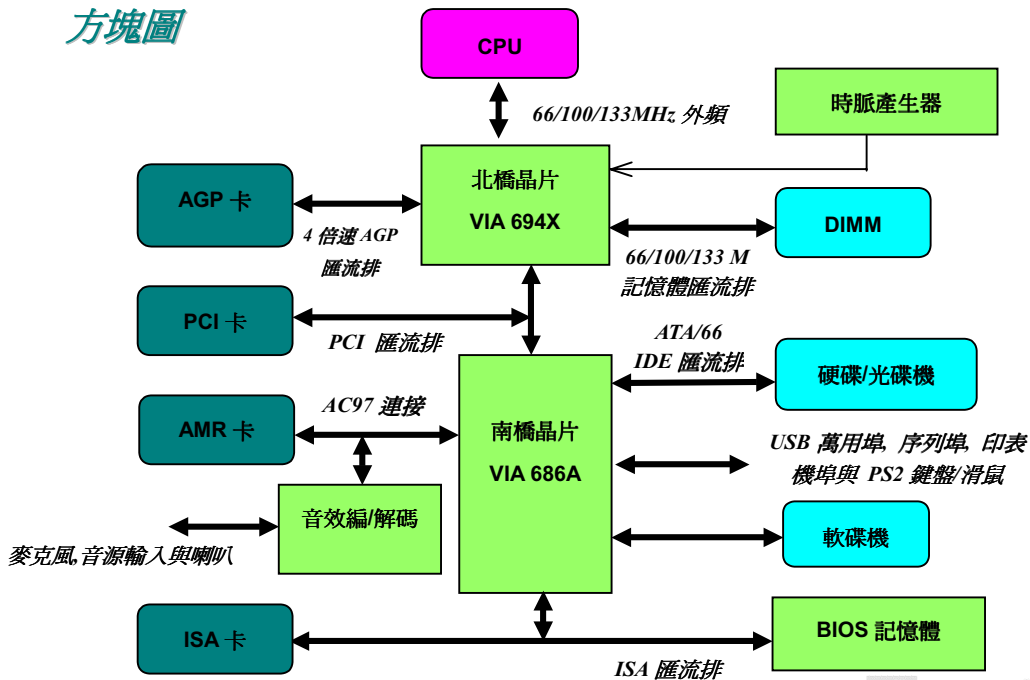 方塊圖
CPU
時脈產生器
66/100/133MHz 外頻
北橋晶片
VIA 694X
AGP 卡
4 倍速 AGP
匯流排
DIMM
66/100/133 M
記憶體匯流排
PCI 卡
PCI 匯流排
ATA/66
IDE 匯流排
硬碟/光碟機
AMR 卡
AC97 連接
南橋晶片
VIA 686A
USB 萬用埠, 序列埠, 印表
機埠與 PS2 鍵盤/滑鼠
音效編/解碼
麥克風,音源輸入與喇叭
軟碟機
ISA 卡
ISA 匯流排
BIOS 記憶體